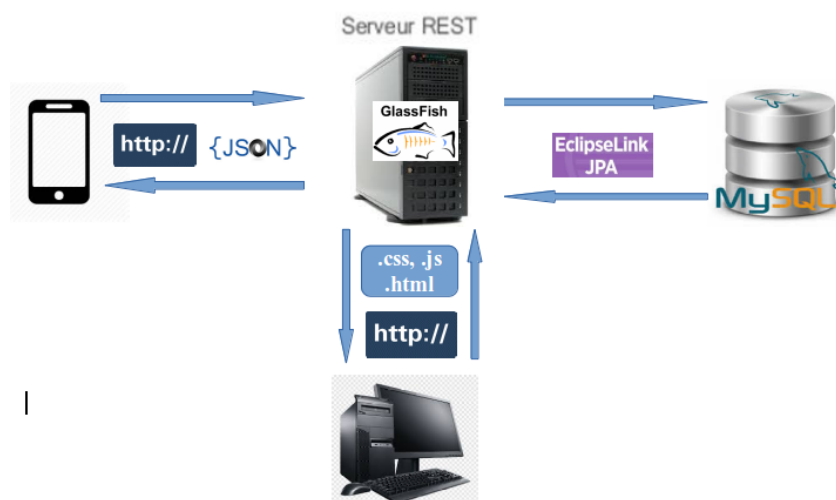 Serveur REST
GlassFish
http://
{JSON}
EclipseLink
JPA
MySQL
.css, .js
.html
http://